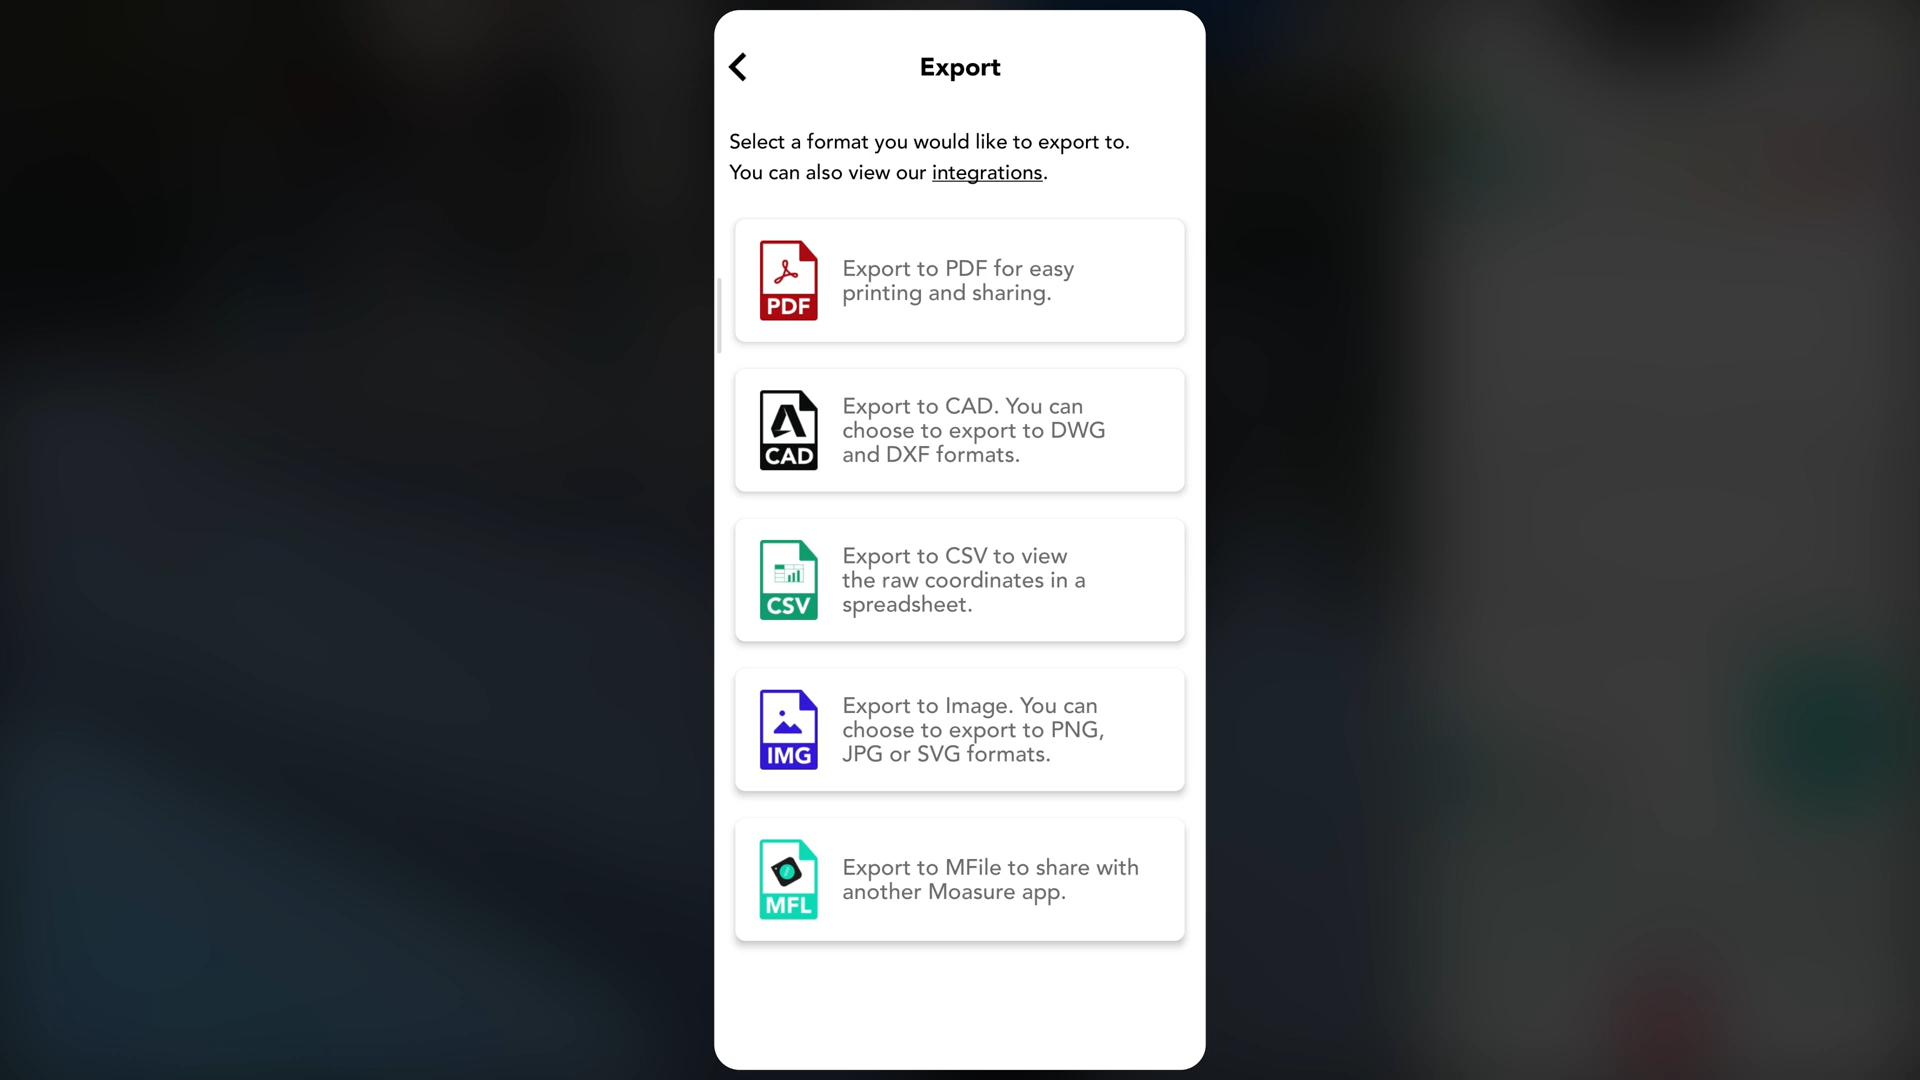 Export
Select a format you would like to export to.
You can also view our integrations.
PDF
Export to PDF for easy
printing and sharing.
CAD
Export to CAD. You can
choose to export to DWG
and DXF formats.
CSV
Export to CSV to view
the raw coordinates in a
spreadsheet.
IMG
Export to Image. You can
choose to export to PNG,
JPG or SVG formats.
MFL
Export to MFile to share with
another Moasure app.